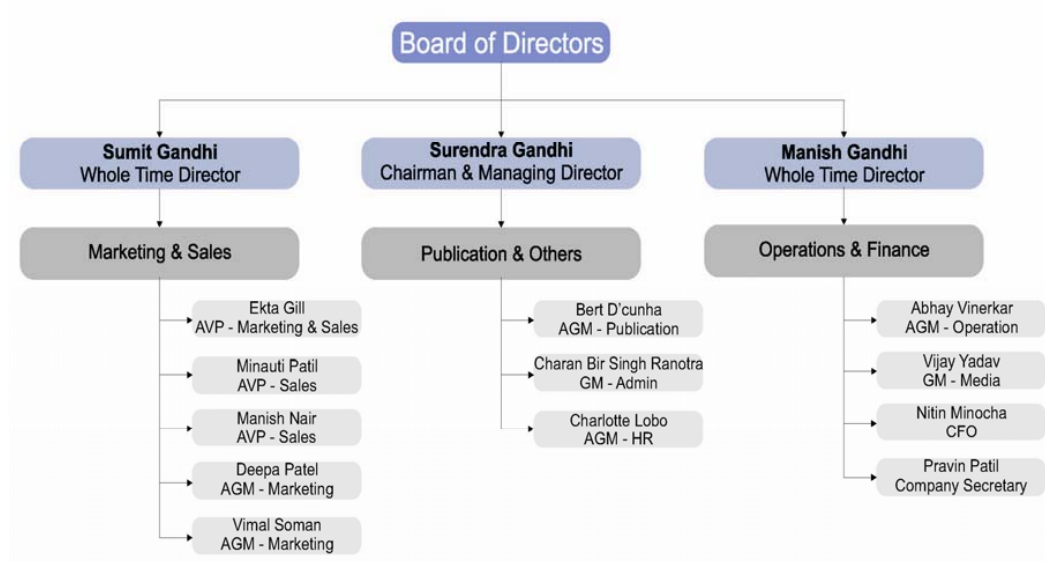 Board of Directors
Sumit Gandhi
Whole Time Director
Surendra Gandhi
Chairman & Managing Director
Manish Gandhi
Whole Time Director
Marketing & Sales
Publication & Others
Operations & Finance
Ekta Gill
AVP - Marketing & Sales
Minauti Patil
AVP - Sales
Manish Nair
AVP - Sales
Deepa Patel
AGM - Marketing
Vimal Soman
AGM - Marketing
Bert D'cunha
AGM - Publication
Charan Bir Singh Ranotra
GM - Admin
Charlotte Lobo
AGM - HR
Abhay Vinerkar
AGM - Operation
Vijay Yadav
GM - Media
Nitin Minocha
CFO
Pravin Patil
Company Secretary